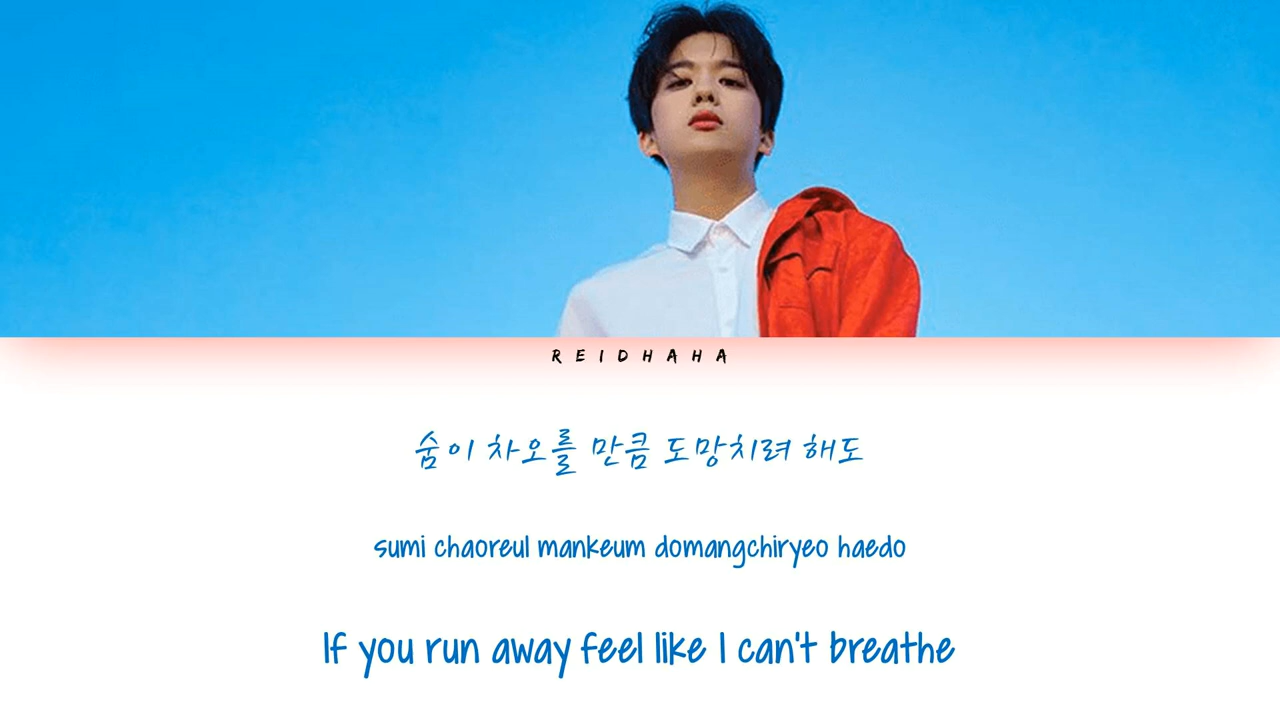 REIDHAHA
숨이 차오를 만큼 도망치려 해도
sumi chaoreul mankeum domangchiryeo haedo
If you run away feel like I can't breathe